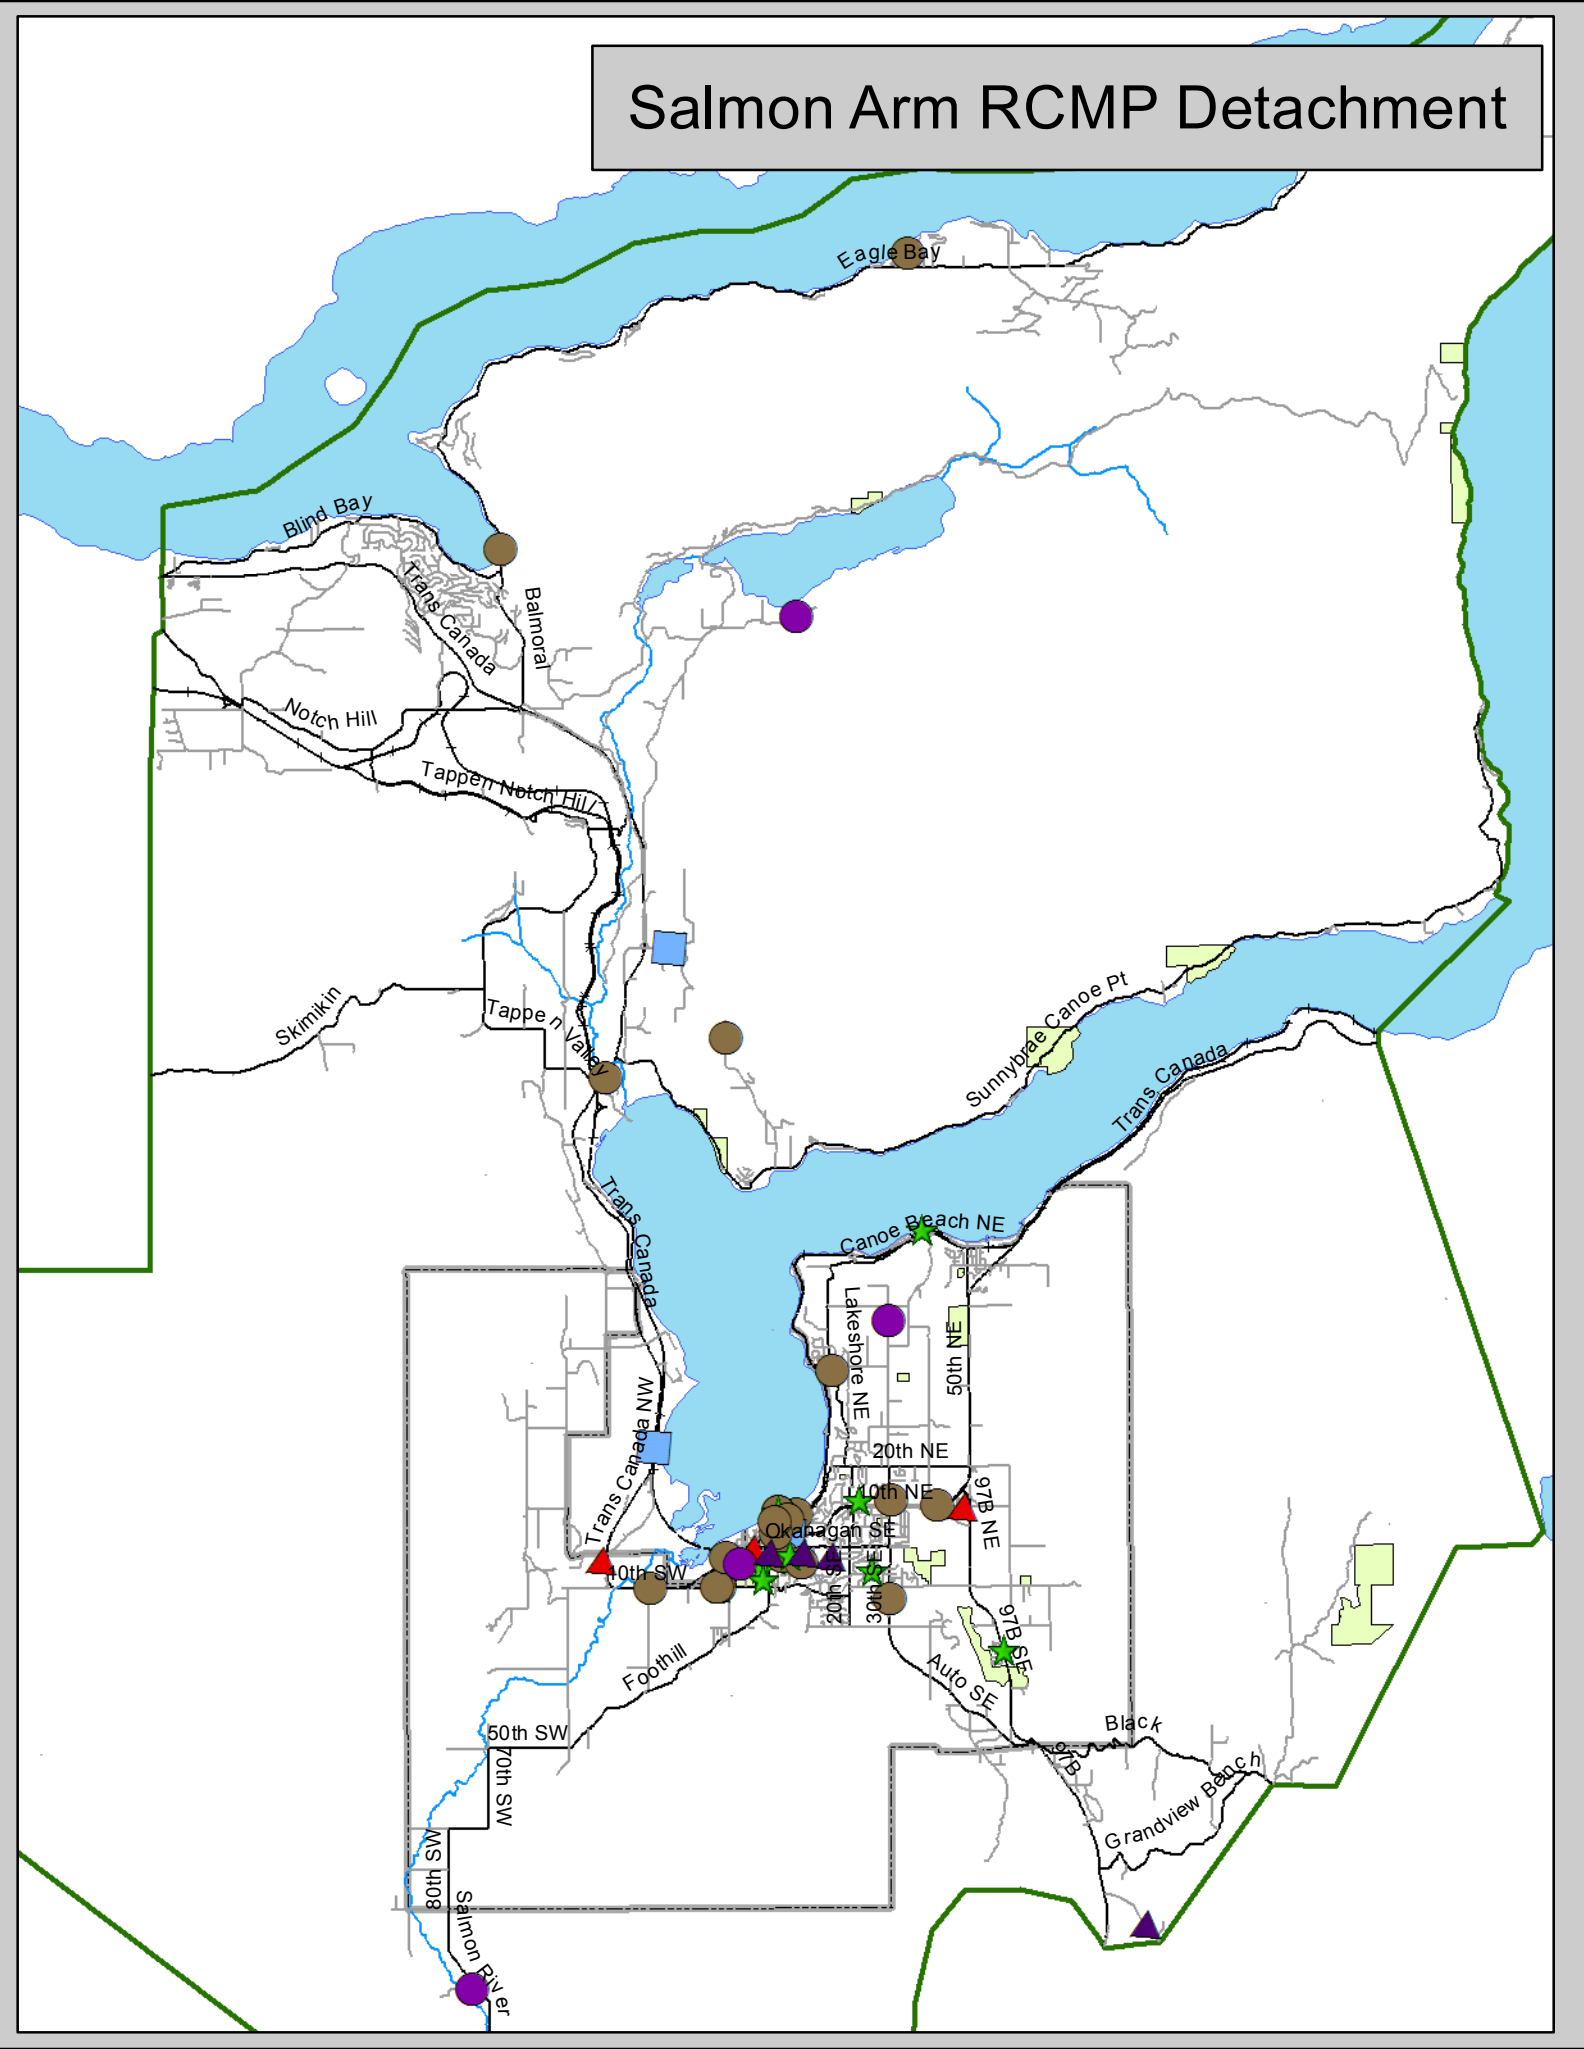 Salmon Arm RCMP Detachment
Eagle Bay
Blind Bay
Trans Canada
Balmoral
Notch Hill
Tappen Notch Hill
Skimikin
Tappen Valley
Sunnybrae Canoe Pt
Trans Canada
Trans Canada
Canoe Beach NE
Lakeshore NE
50th NE
Trans Canada NW
20th NE
10th NE
97B NE
Okanagan SE
10th SW
20th SE
30th SE
97B SE
Foothill
Auto SE
50th SW
70th SW
Black
97B
Grandview Bench
80th SW
Salmon River